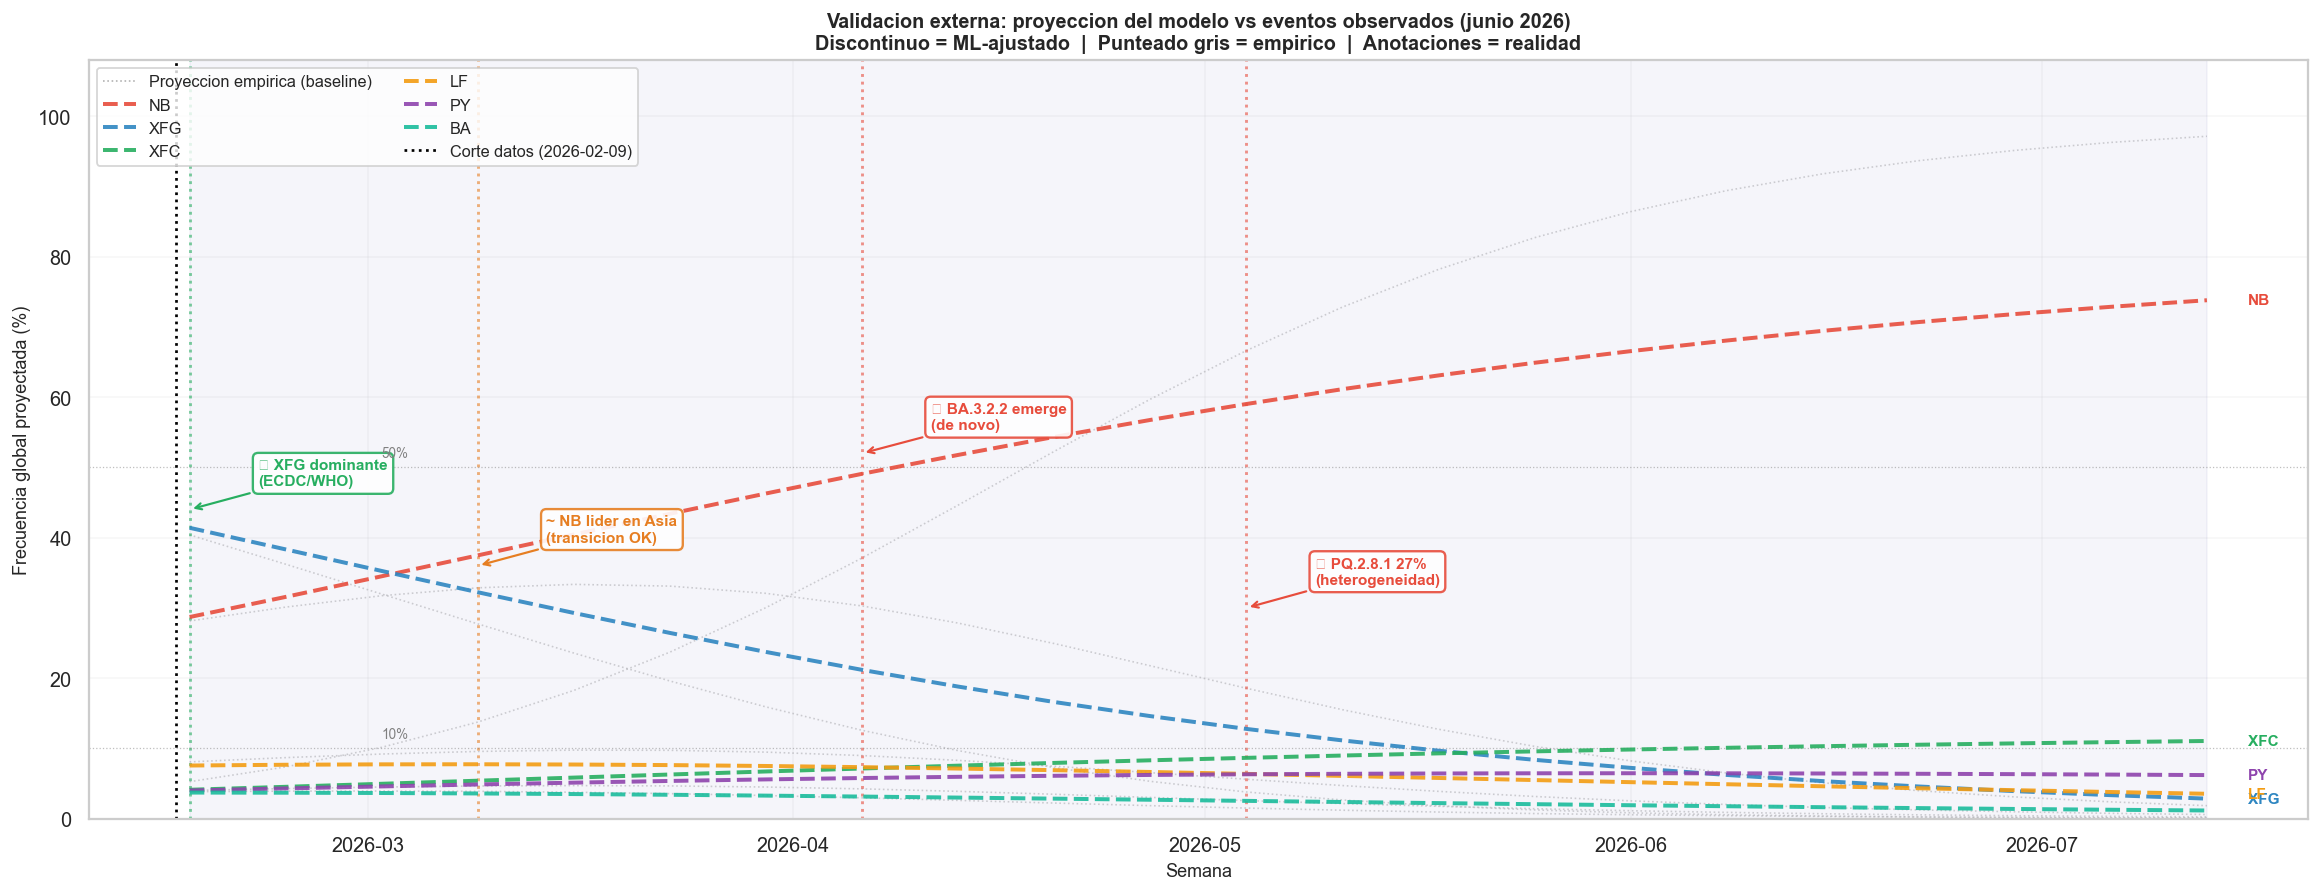 Validacion externa: proyeccion del modelo vs eventos observados (junio 2026)
Discontinuo = ML-ajustado | Punteado gris = empirico | Anotaciones = realidad
Proyeccion empirica (baseline)
NB
XFG
XFC
LF
PY
BA
Corte datos (2026-02-09)
Frecuencia global proyectada (%)
100
80
60
40
20
0
50%
10%
XFG dominante
(ECDC/WHO)
~ NB lider en Asia
(transicion OK)
BA.3.2.2 emerge
(de novo)
PQ.2.8.1 27%
(heterogeneidad)
NB
XFC
PY
LF
XFG
2026-03
2026-04
2026-05
2026-06
2026-07
Semana